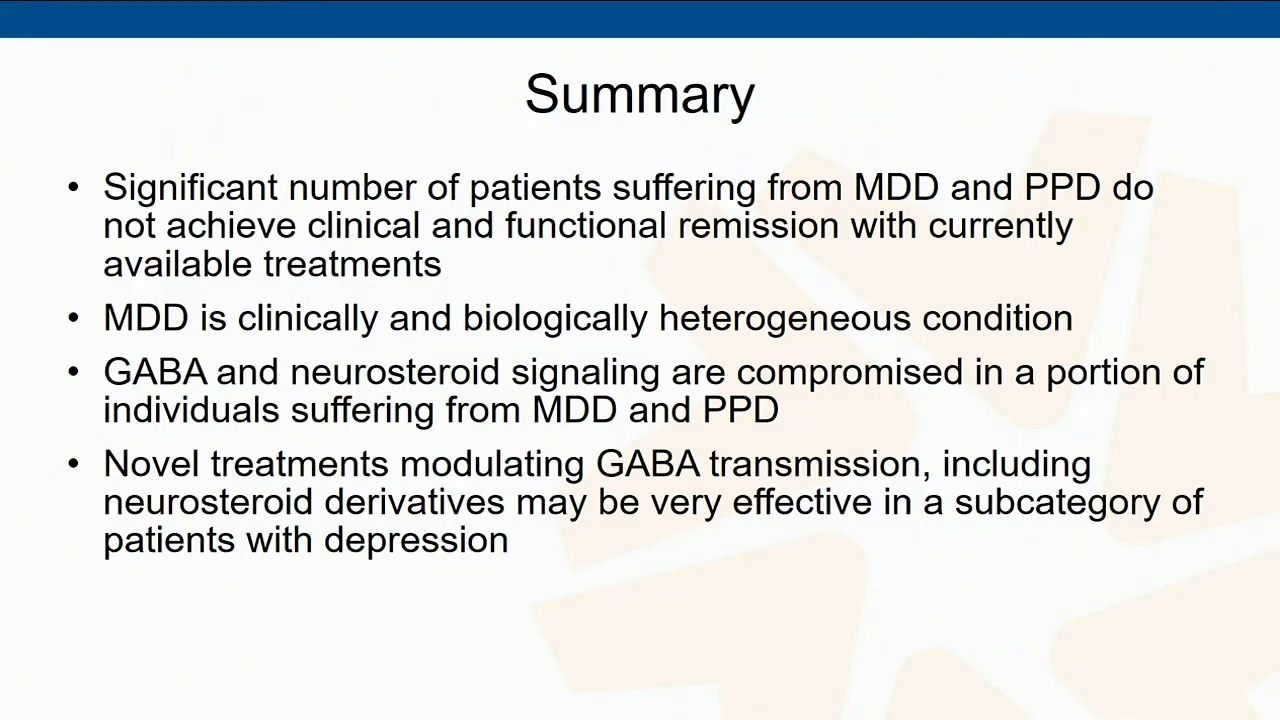 Summary
• Significant number of patients suffering from MDD and PPD do
not achieve clinical and functional remission with currently
available treatments
• MDD is clinically and biologically heterogeneous condition
• GABA and neurosteroid signaling are compromised in a portion of
individuals suffering from MDD and PPD
• Novel treatments modulating GABA transmission, including
neurosteroid derivatives may be very effective in a subcategory of
patients with depression